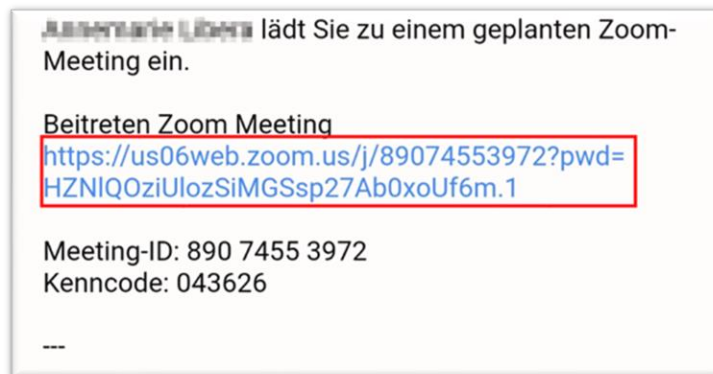 lädt Sie zu einem geplanten Zoom-
Meeting ein.
Beitreten Zoom Meeting
https://us06web.zoom.us/j/89074553972?pwd=
HZNlQOziUlozSiMGSsp27Ab0xoUf6m.1
Meeting-ID: 890 7455 3972
Kenncode: 043626
---